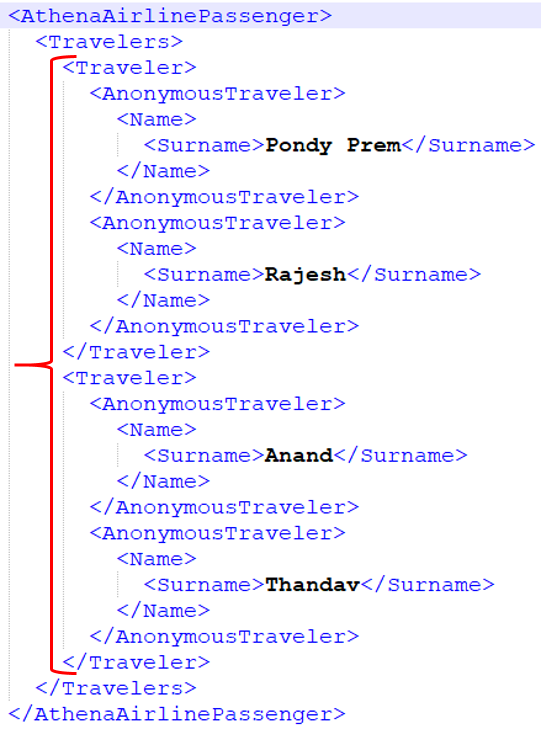 <AthenaAirlinePassenger>
<Travelers>
<Traveler>
<AnonymousTraveler>
<Name>
<Surname>Pondy Prem</Surname>
</Name>
</AnonymousTraveler>
<AnonymousTraveler>
<Name>
<Surname>Rajesh</Surname>
</Name>
</AnonymousTraveler>
</Traveler>
<Traveler>
<AnonymousTraveler>
<Name>
<Surname>Anand</Surname>
</Name>
</AnonymousTraveler>
<AnonymousTraveler>
<Name>
<Surname>Thandav</Surname>
</Name>
</AnonymousTraveler>
</Traveler>
</Travelers>
</AthenaAirlinePassenger>